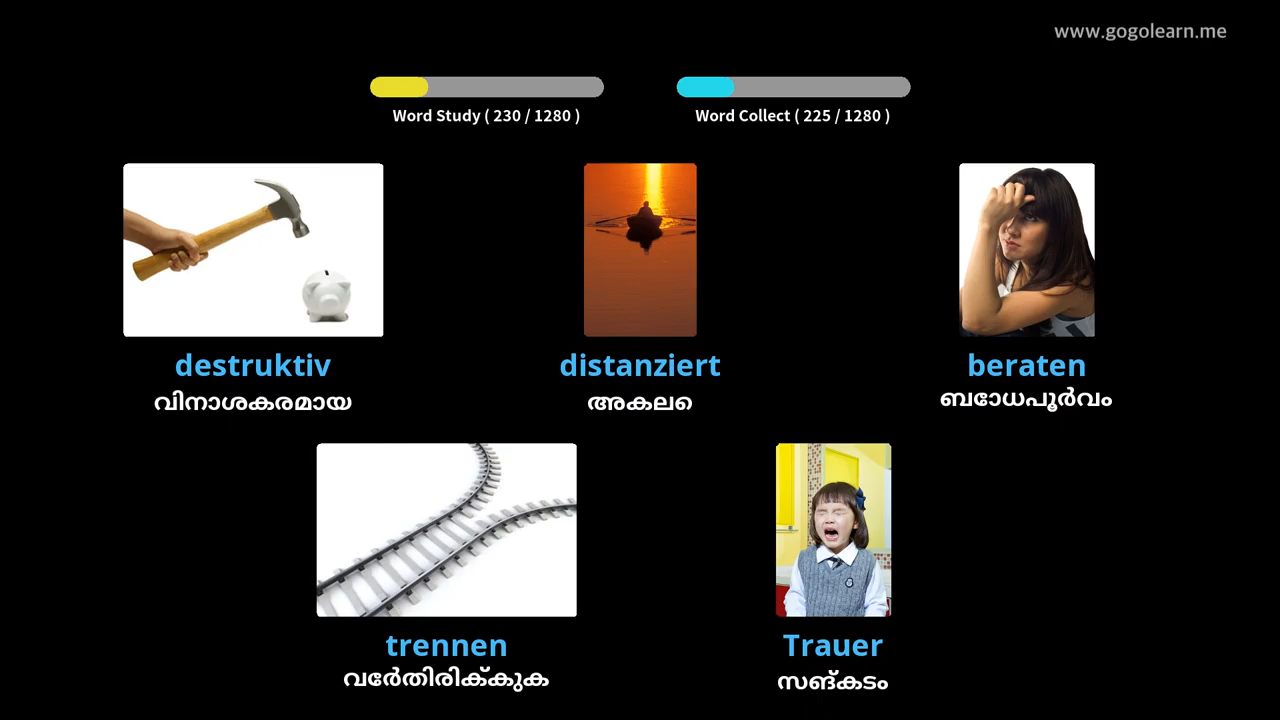 www.gogolearn.me
Word Study ( 230 / 1280 )
Word Collect ( 225 / 1280 )
destruktiv
വിനാശകരമായ
distanziert
അകലെ
beraten
ബോധപൂർവം
trennen
വേർതിരിക്കുക
Trauer
സങ്കടം